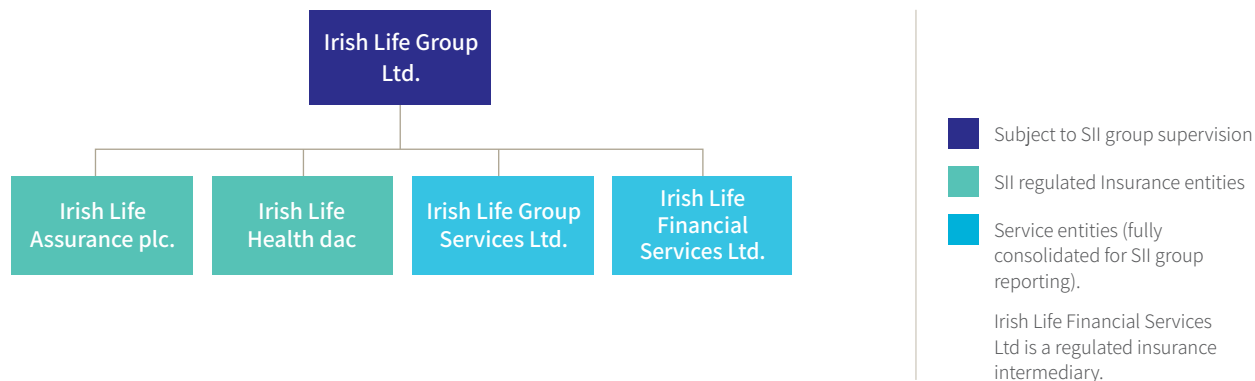 Irish Life Group
Ltd.
Irish Life
Assurance plc.
Irish Life
Health dac
Irish Life Group
Services Ltd.
Irish Life
Financial
Services Ltd.
Subject to SII group supervision
SII regulated Insurance entities
Service entities (fully
consolidated for SII group
reporting).
Irish Life Financial Services
Ltd is a regulated insurance
intermediary.